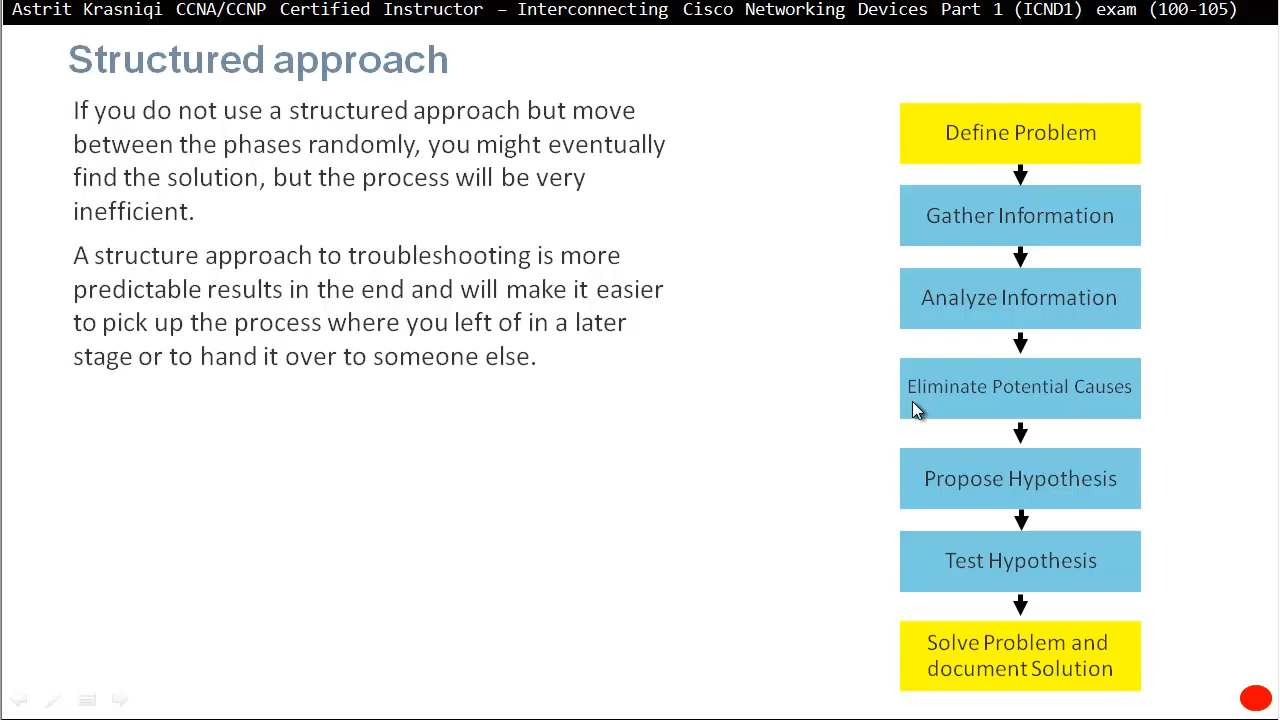 Astrit Krasniqi CCNA/CCNP Certified Instructor – Interconnecting Cisco Networking Devices Part 1 (ICND1) exam (100-105)
Structured approach
If you do not use a structured approach but move
between the phases randomly, you might eventually
find the solution, but the process will be very
inefficient.
A structure approach to troubleshooting is more
predictable results in the end and will make it easier
to pick up the process where you left of in a later
stage or to hand it over to someone else.
Define Problem
Gather Information
Analyze Information
Eliminate Potential Causes
Propose Hypothesis
Test Hypothesis
Solve Problem and
document Solution